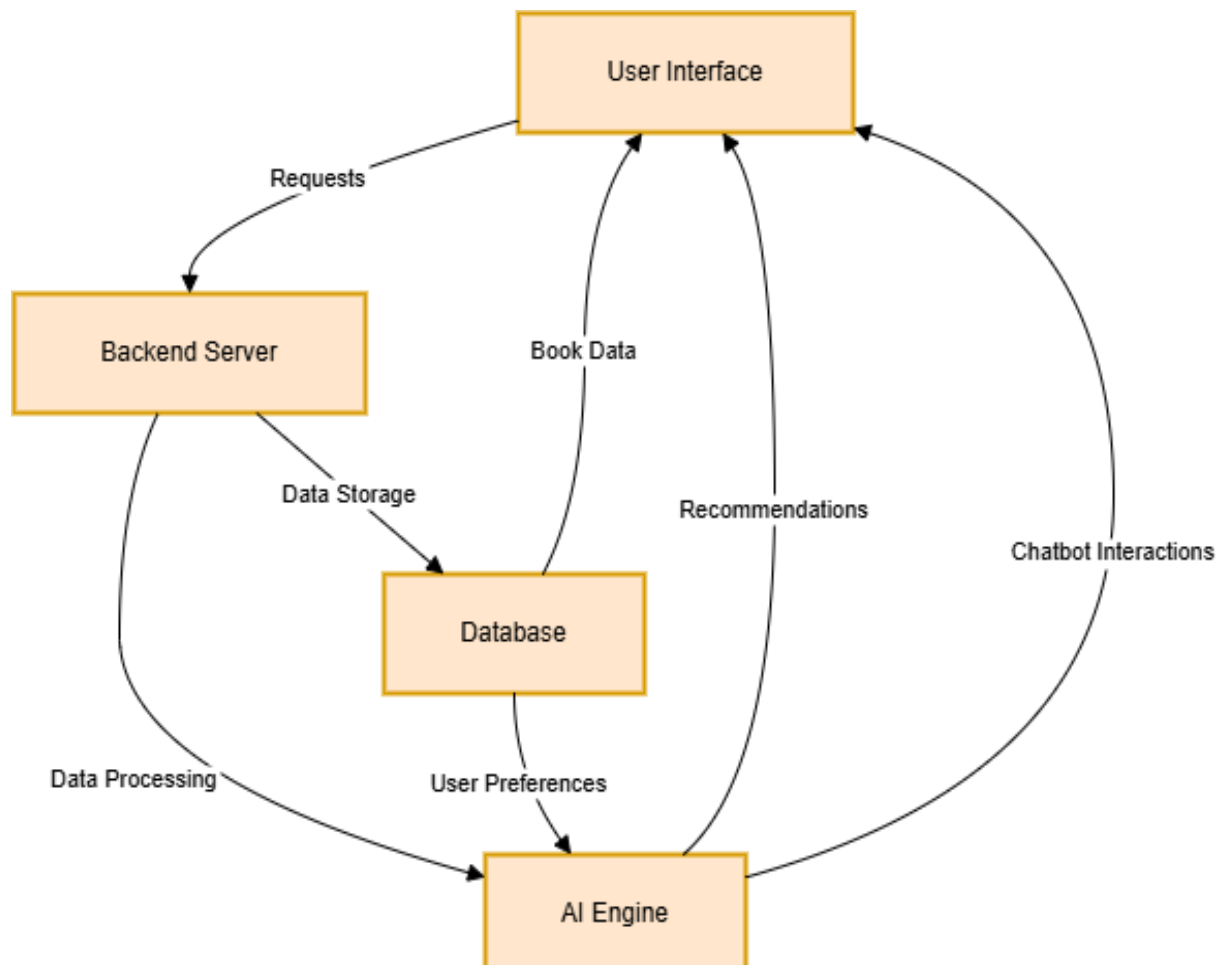 User Interface
Requests
Backend Server
Book Data
Data Storage
Recommendations
Chatbot Interactions
Database
Data Processing
User Preferences
AI Engine